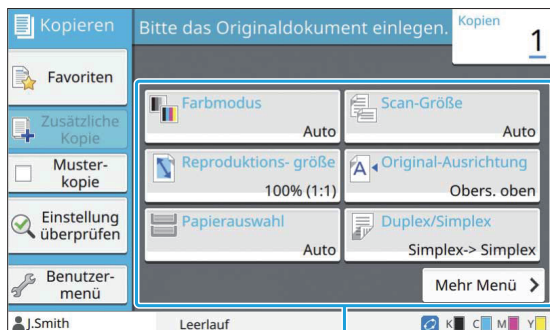 Kopieren
Bitte das Originaldokument einlegen.
Kopien
1
Favoriten
Zusätzliche
Kopie
Muster-
kopie
Einstellung
überprüfen
Benutzer-
menü
Farbmodus
Auto
Scan-Größe
Auto
Reproduktions- größe
100% (1:1)
Original-Ausrichtung
A
Obers. oben
Papierauswahl
Auto
Duplex/Simplex
Simplex-> Simplex
Mehr Menü
J.Smith
Leerlauf
K C M Y